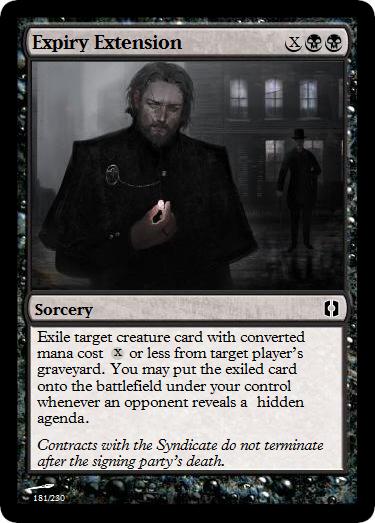 Expiry Extension X
Sorcery
Exile target creature card with converted
mana cost X or less from target player's
graveyard. You may put the exiled card
onto the battlefield under your control
whenever an opponent reveals a hidden
agenda.
Contracts with the Syndicate do not terminate
after the signing party's death.
181/230